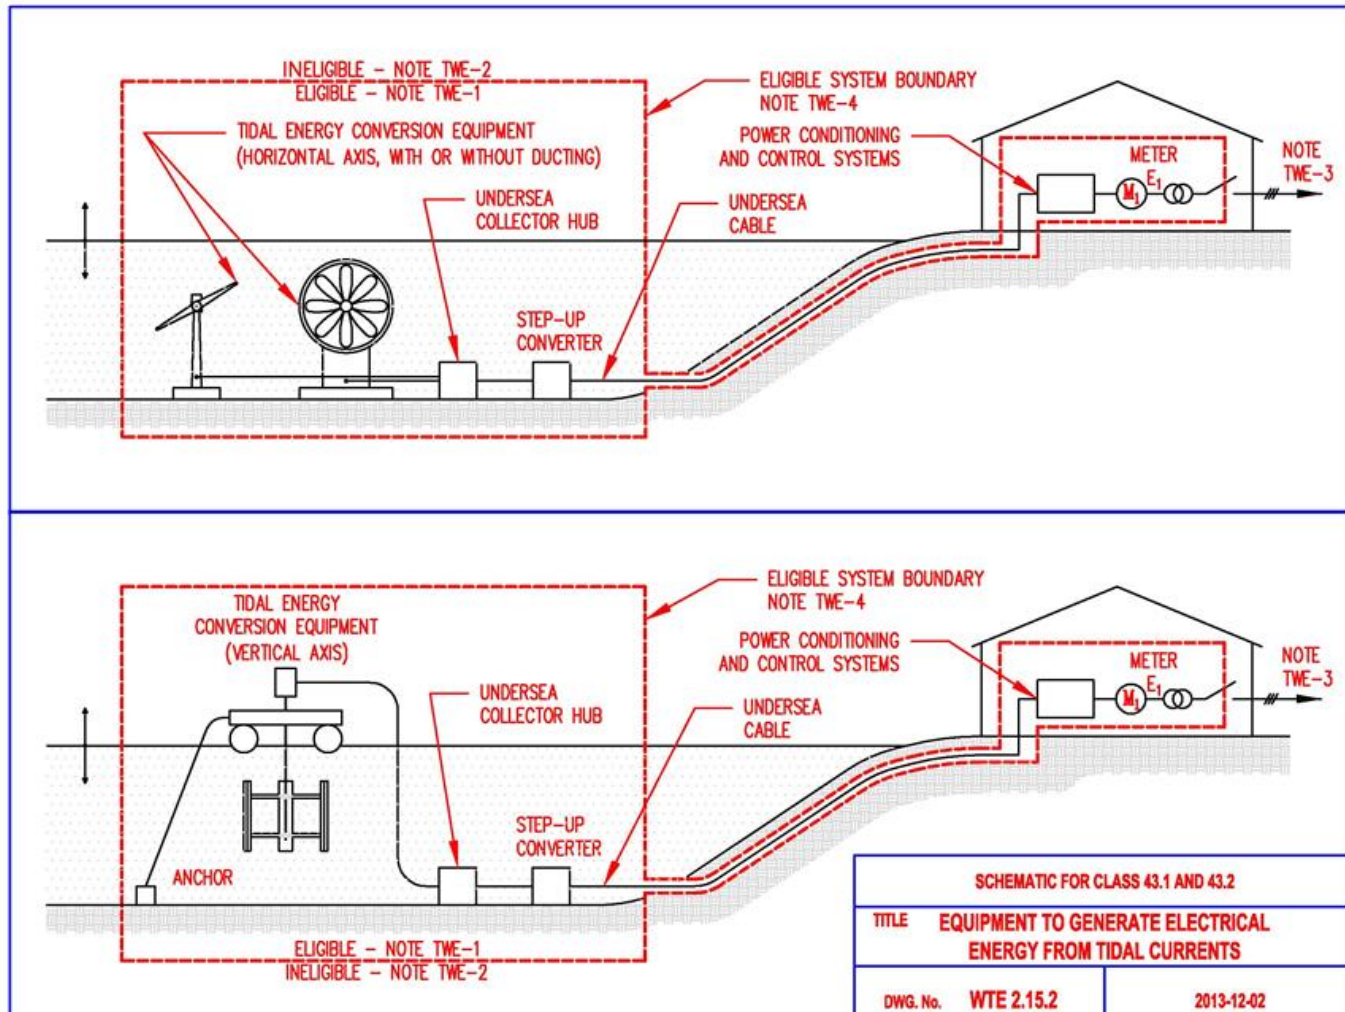 INELIGIBLE - NOTE TWE-2
ELIGIBLE - NOTE TWE-1
TIDAL ENERGY CONVERSION EQUIPMENT
(HORIZONTAL AXIS, WITH OR WITHOUT DUCTING)
UNDERSEA
COLLECTOR HUB
STEP-UP
CONVERTER
ELIGIBLE SYSTEM BOUNDARY
NOTE TWE-4
POWER CONDITIONING
AND CONTROL SYSTEMS
UNDERSEA
CABLE
METER
E1
M1
NOTE
TWE-3
TIDAL ENERGY
CONVERSION EQUIPMENT
(VERTICAL AXIS)
UNDERSEA
COLLECTOR HUB
STEP-UP
CONVERTER
ANCHOR
ELIGIBLE - NOTE TWE-1
INELIGIBLE - NOTE TWE-2
ELIGIBLE SYSTEM BOUNDARY
NOTE TWE-4
POWER CONDITIONING
AND CONTROL SYSTEMS
UNDERSEA
CABLE
METER
E1
M1
NOTE
TWE-3
SCHEMATIC FOR CLASS 43.1 AND 43.2
TITLE EQUIPMENT TO GENERATE ELECTRICAL
ENERGY FROM TIDAL CURRENTS
DWG. No. WTE 2.15.2 2013-12-02